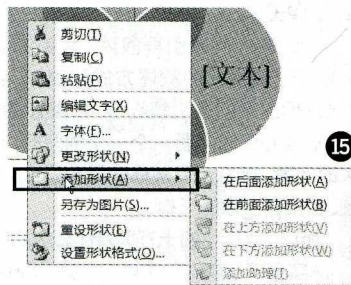 剪切(T)
复制(C)
粘贴(P)
[文本]
编辑文字(X)
A 字体(F)...
更改形状(N)
15
添加形状(A)
在后面添加形状(A)
另存为图片(S)...
在前面添加形状(B)
重设形状(E)
在上方添加形状(V)
设置形状格式(O)...
在下方添加形状(W)
添加助理(T)